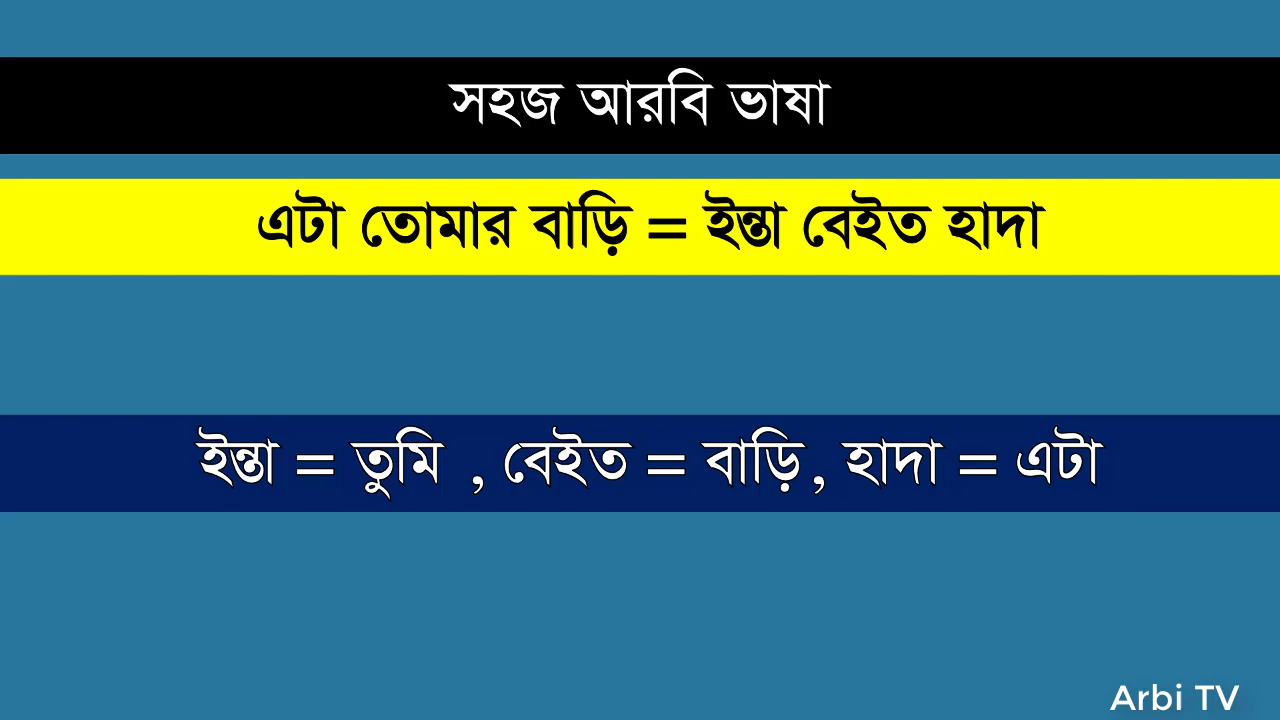 সহজ আরবি ভাষা
এটা তোমার বাড়ি = ইন্তা বেইত হাদা
ইন্তা = তুমি , বেইত = বাড়ি, হাদা = এটা
Arbi TV